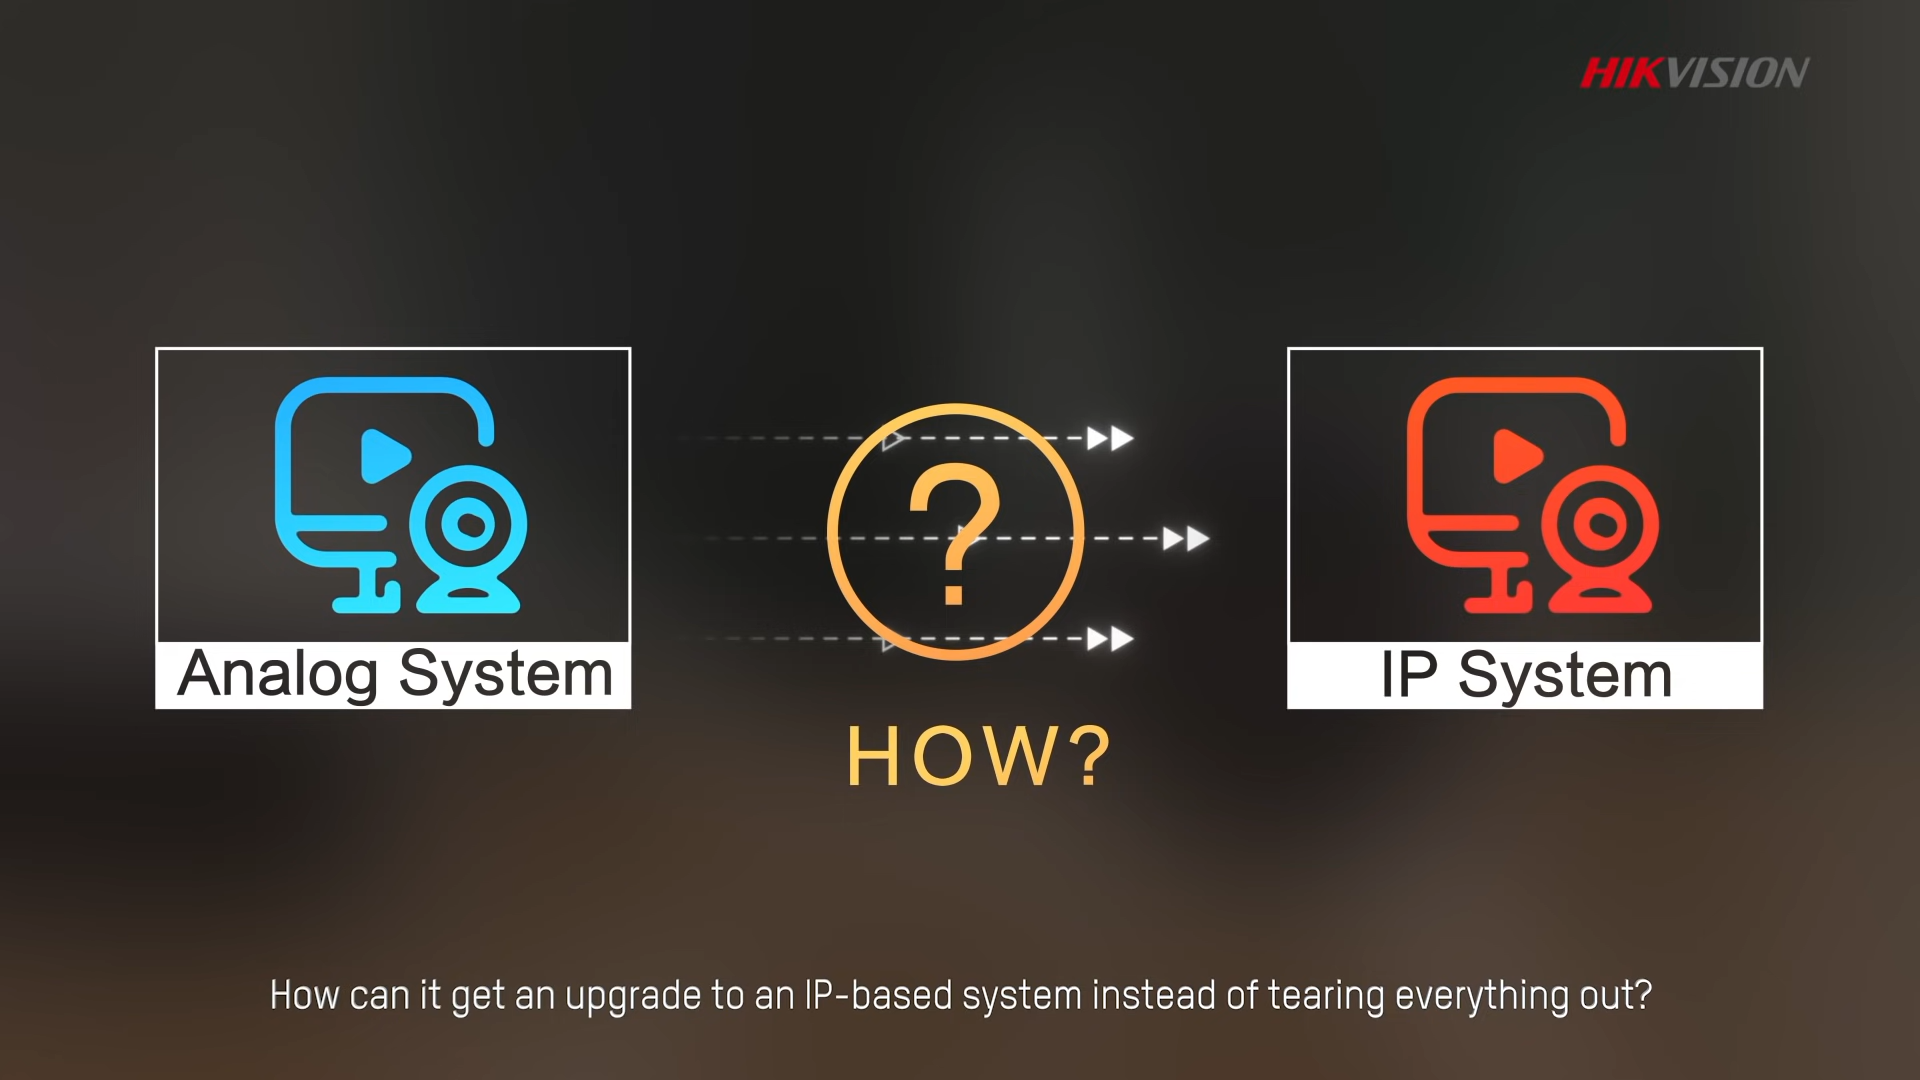 HIKVISION
?
Analog System
IP System
HOW?
How can it get an upgrade to an IP-based system instead of tearing everything out?